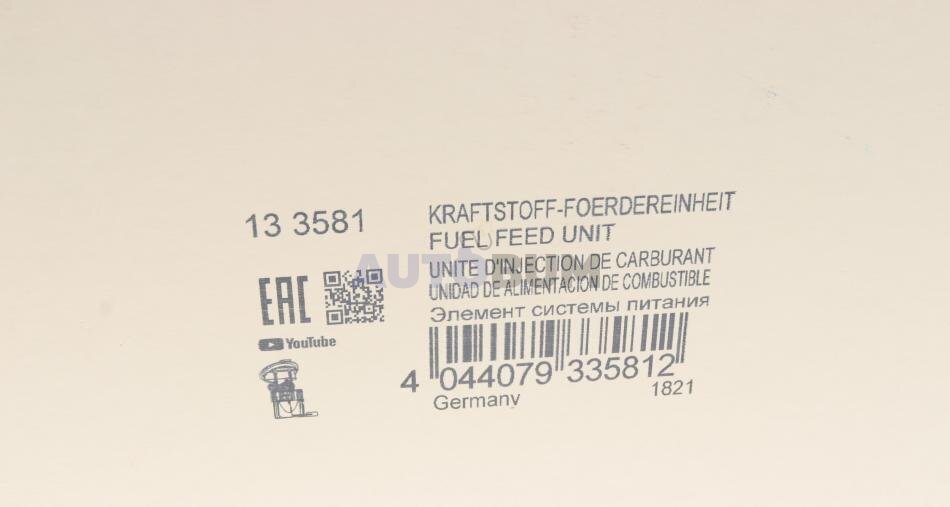 13 3581
KRAFTSTOFF-FOERDEREINHEIT
FUEL FEED UNIT
UNITE D'INJECTION DE CARBURANT
UNIDAD DE ALIMENTACION DE COMBUSTIBLE
Элемент системы питания
EAC
YouTube
4 044079 335812
Germany
1821
AUTODUM